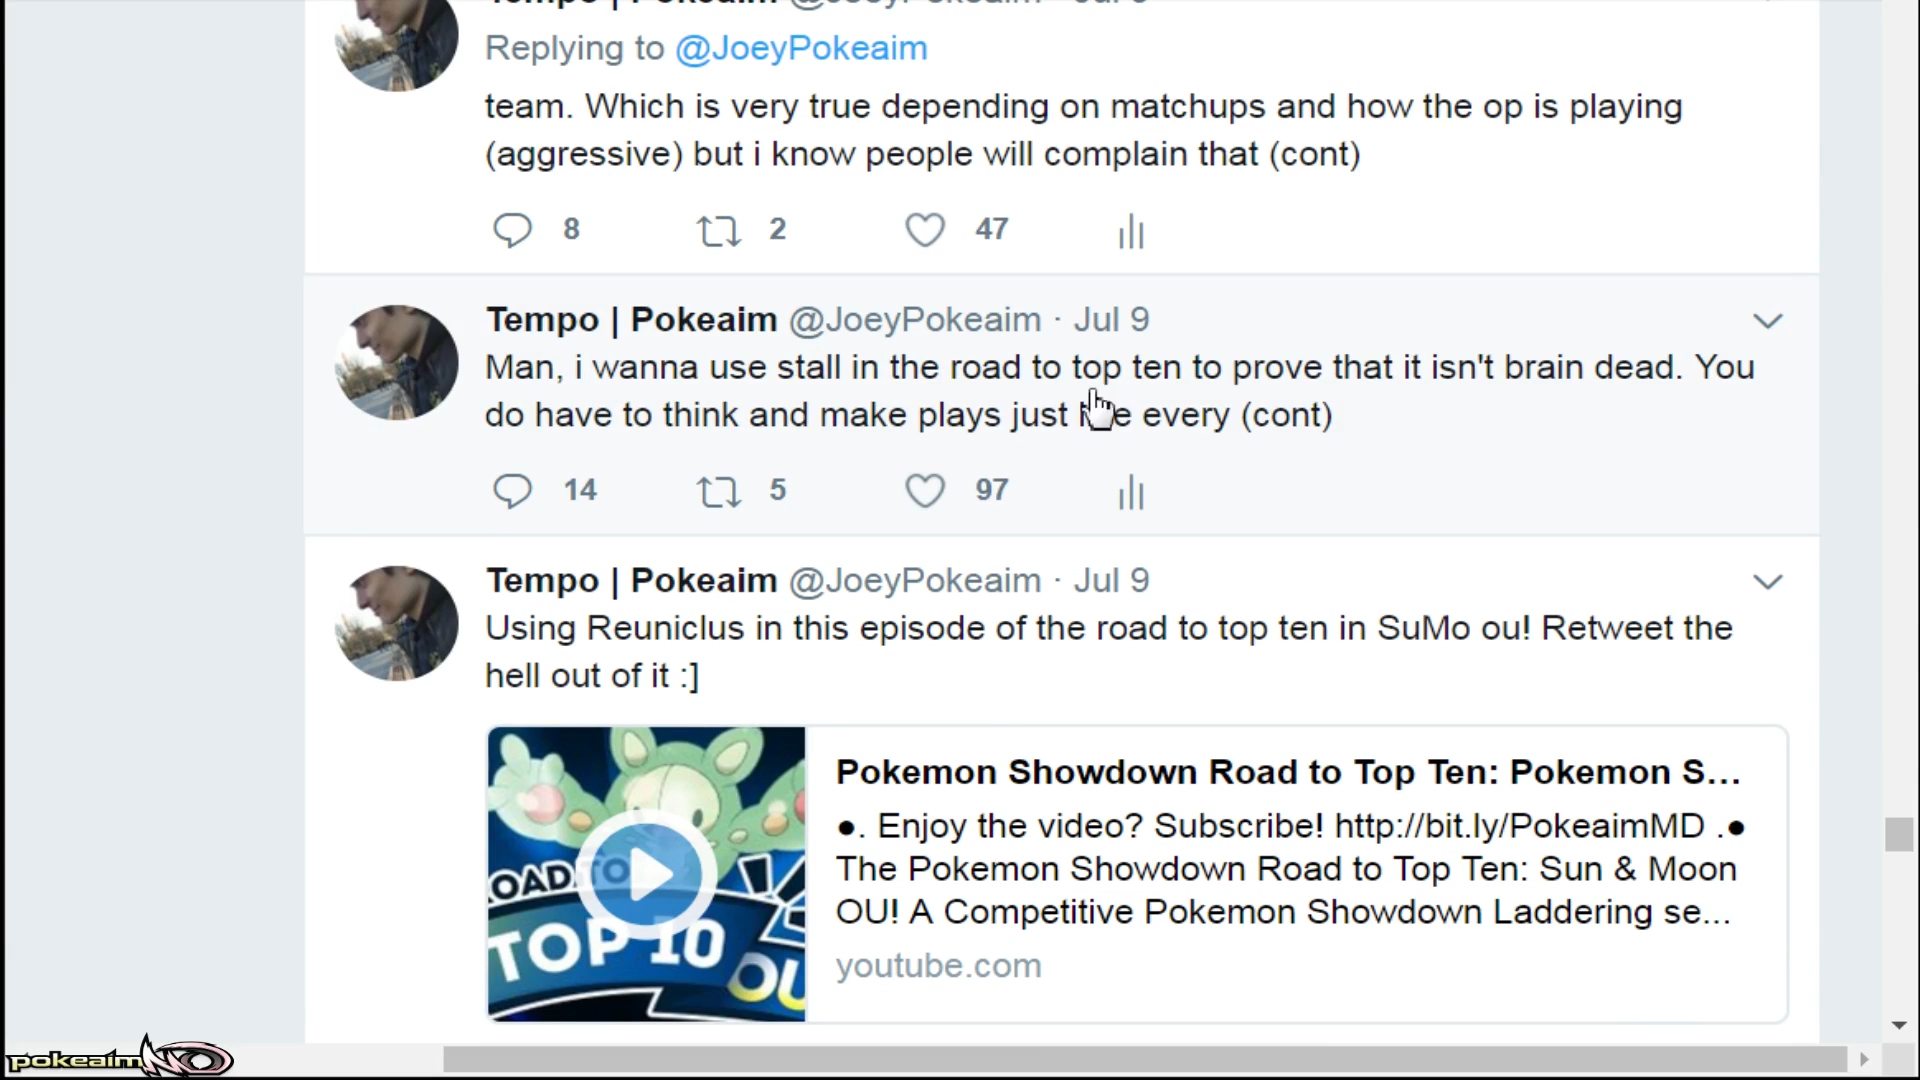 Tempo | Pokeaim @JoeyPokeaim · Jul 9
Replying to @JoeyPokeaim
team. Which is very true depending on matchups and how the op is playing
(aggressive) but i know people will complain that (cont)
8 2 47
Tempo | Pokeaim @JoeyPokeaim · Jul 9
Man, i wanna use stall in the road to top ten to prove that it isn't brain dead. You
do have to think and make plays just like every (cont)
14 5 97
Tempo | Pokeaim @JoeyPokeaim · Jul 9
Using Reuniclus in this episode of the road to top ten in SuMo ou! Retweet the
hell out of it :]
ROAD TO
TOP 10
OU
Pokemon Showdown Road to Top Ten: Pokemon S...
●. Enjoy the video? Subscribe! http://bit.ly/PokeaimMD .●
The Pokemon Showdown Road to Top Ten: Sun & Moon
OU! A Competitive Pokemon Showdown Laddering se...
youtube.com
pokeaim